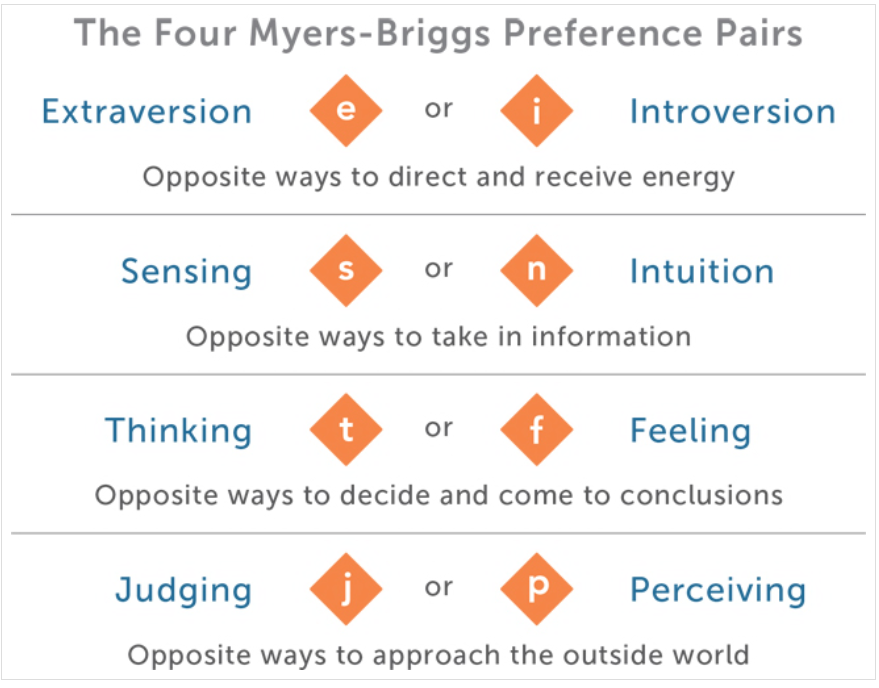 The Four Myers-Briggs Preference Pairs
Extraversion e or i Introversion
Opposite ways to direct and receive energy
Sensing s or n Intuition
Opposite ways to take in information
Thinking t or f Feeling
Opposite ways to decide and come to conclusions
Judging j or p Perceiving
Opposite ways to approach the outside world